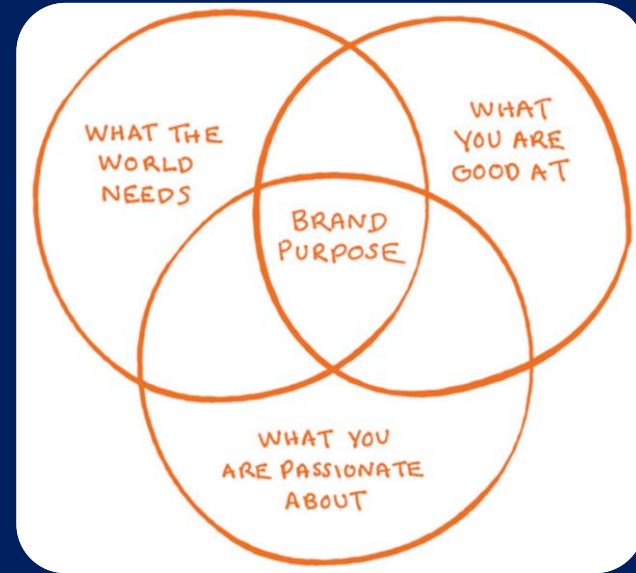 WHAT THE
WORLD
NEEDS
WHAT
YOU ARE
GOOD AT
BRAND
PURPOSE
WHAT YOU
ARE PASSIONATE
ABOUT